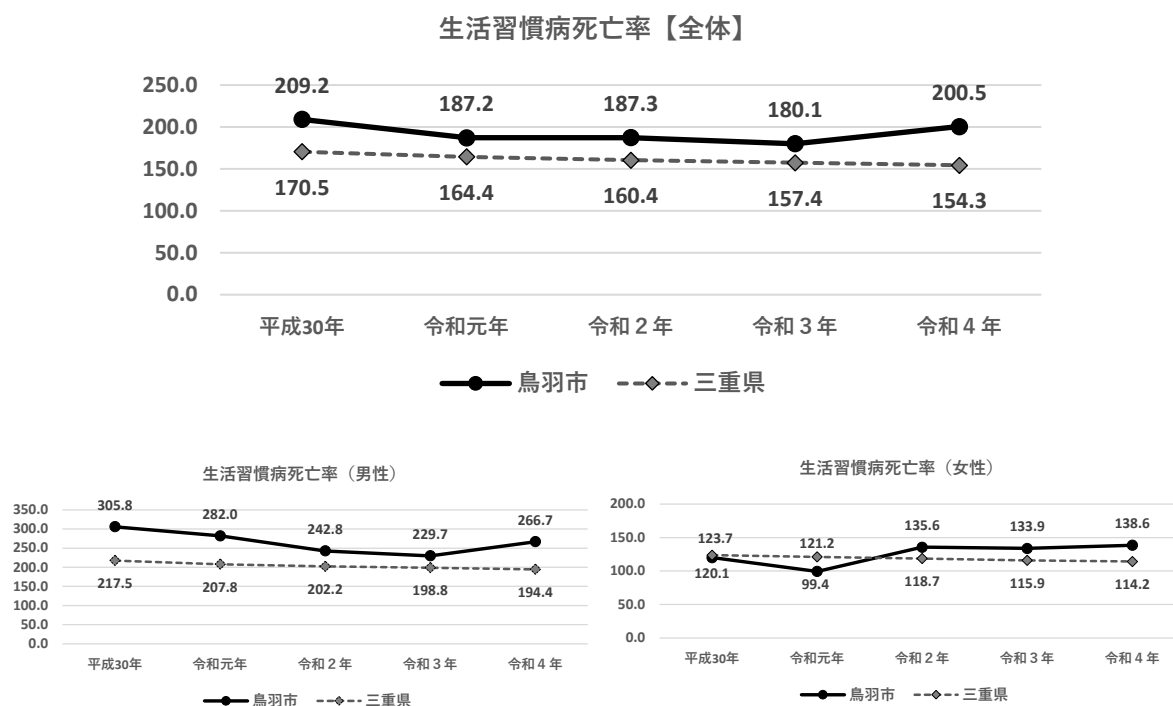 生活習慣病死亡率【全体】
250.0
200.0
150.0
100.0
50.0
0.0
209.2 187.2 187.3 180.1 200.5
170.5 164.4 160.4 157.4 154.3
平成30年 令和元年 令和２年 令和３年 令和４年
鳥羽市 三重県
生活習慣病死亡率（男性）
350.0
300.0
250.0
200.0
150.0
100.0
50.0
0.0
305.8 282.0 242.8 229.7 266.7
217.5 207.8 202.2 198.8 194.4
平成30年 令和元年 令和２年 令和３年 令和４年
鳥羽市 三重県
生活習慣病死亡率（女性）
200.0
150.0
100.0
50.0
0.0
123.7 121.2 135.6 133.9 138.6
120.1 99.4 118.7 115.9 114.2
平成30年 令和元年 令和２年 令和３年 令和４年
鳥羽市 三重県